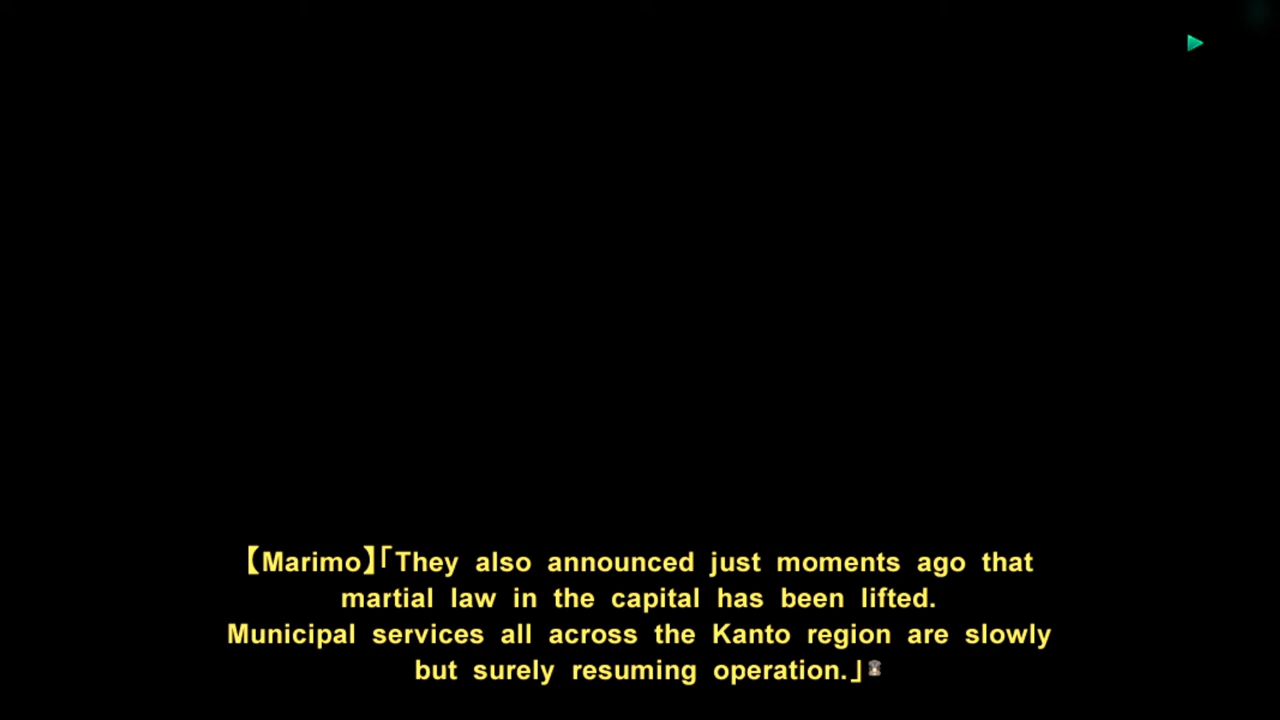 【Marimo】｢They also announced just moments ago that
martial law in the capital has been lifted.
Municipal services all across the Kanto region are slowly
but surely resuming operation.｣